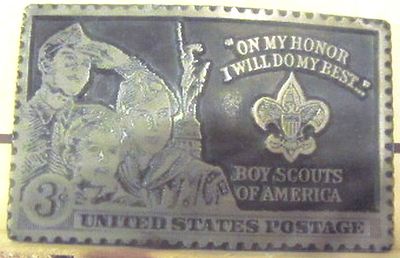 "ON MY HONOR
I WILL DO MY BEST..."
BOY SCOUTS
OF AMERICA
3¢
UNITED STATES POSTAGE